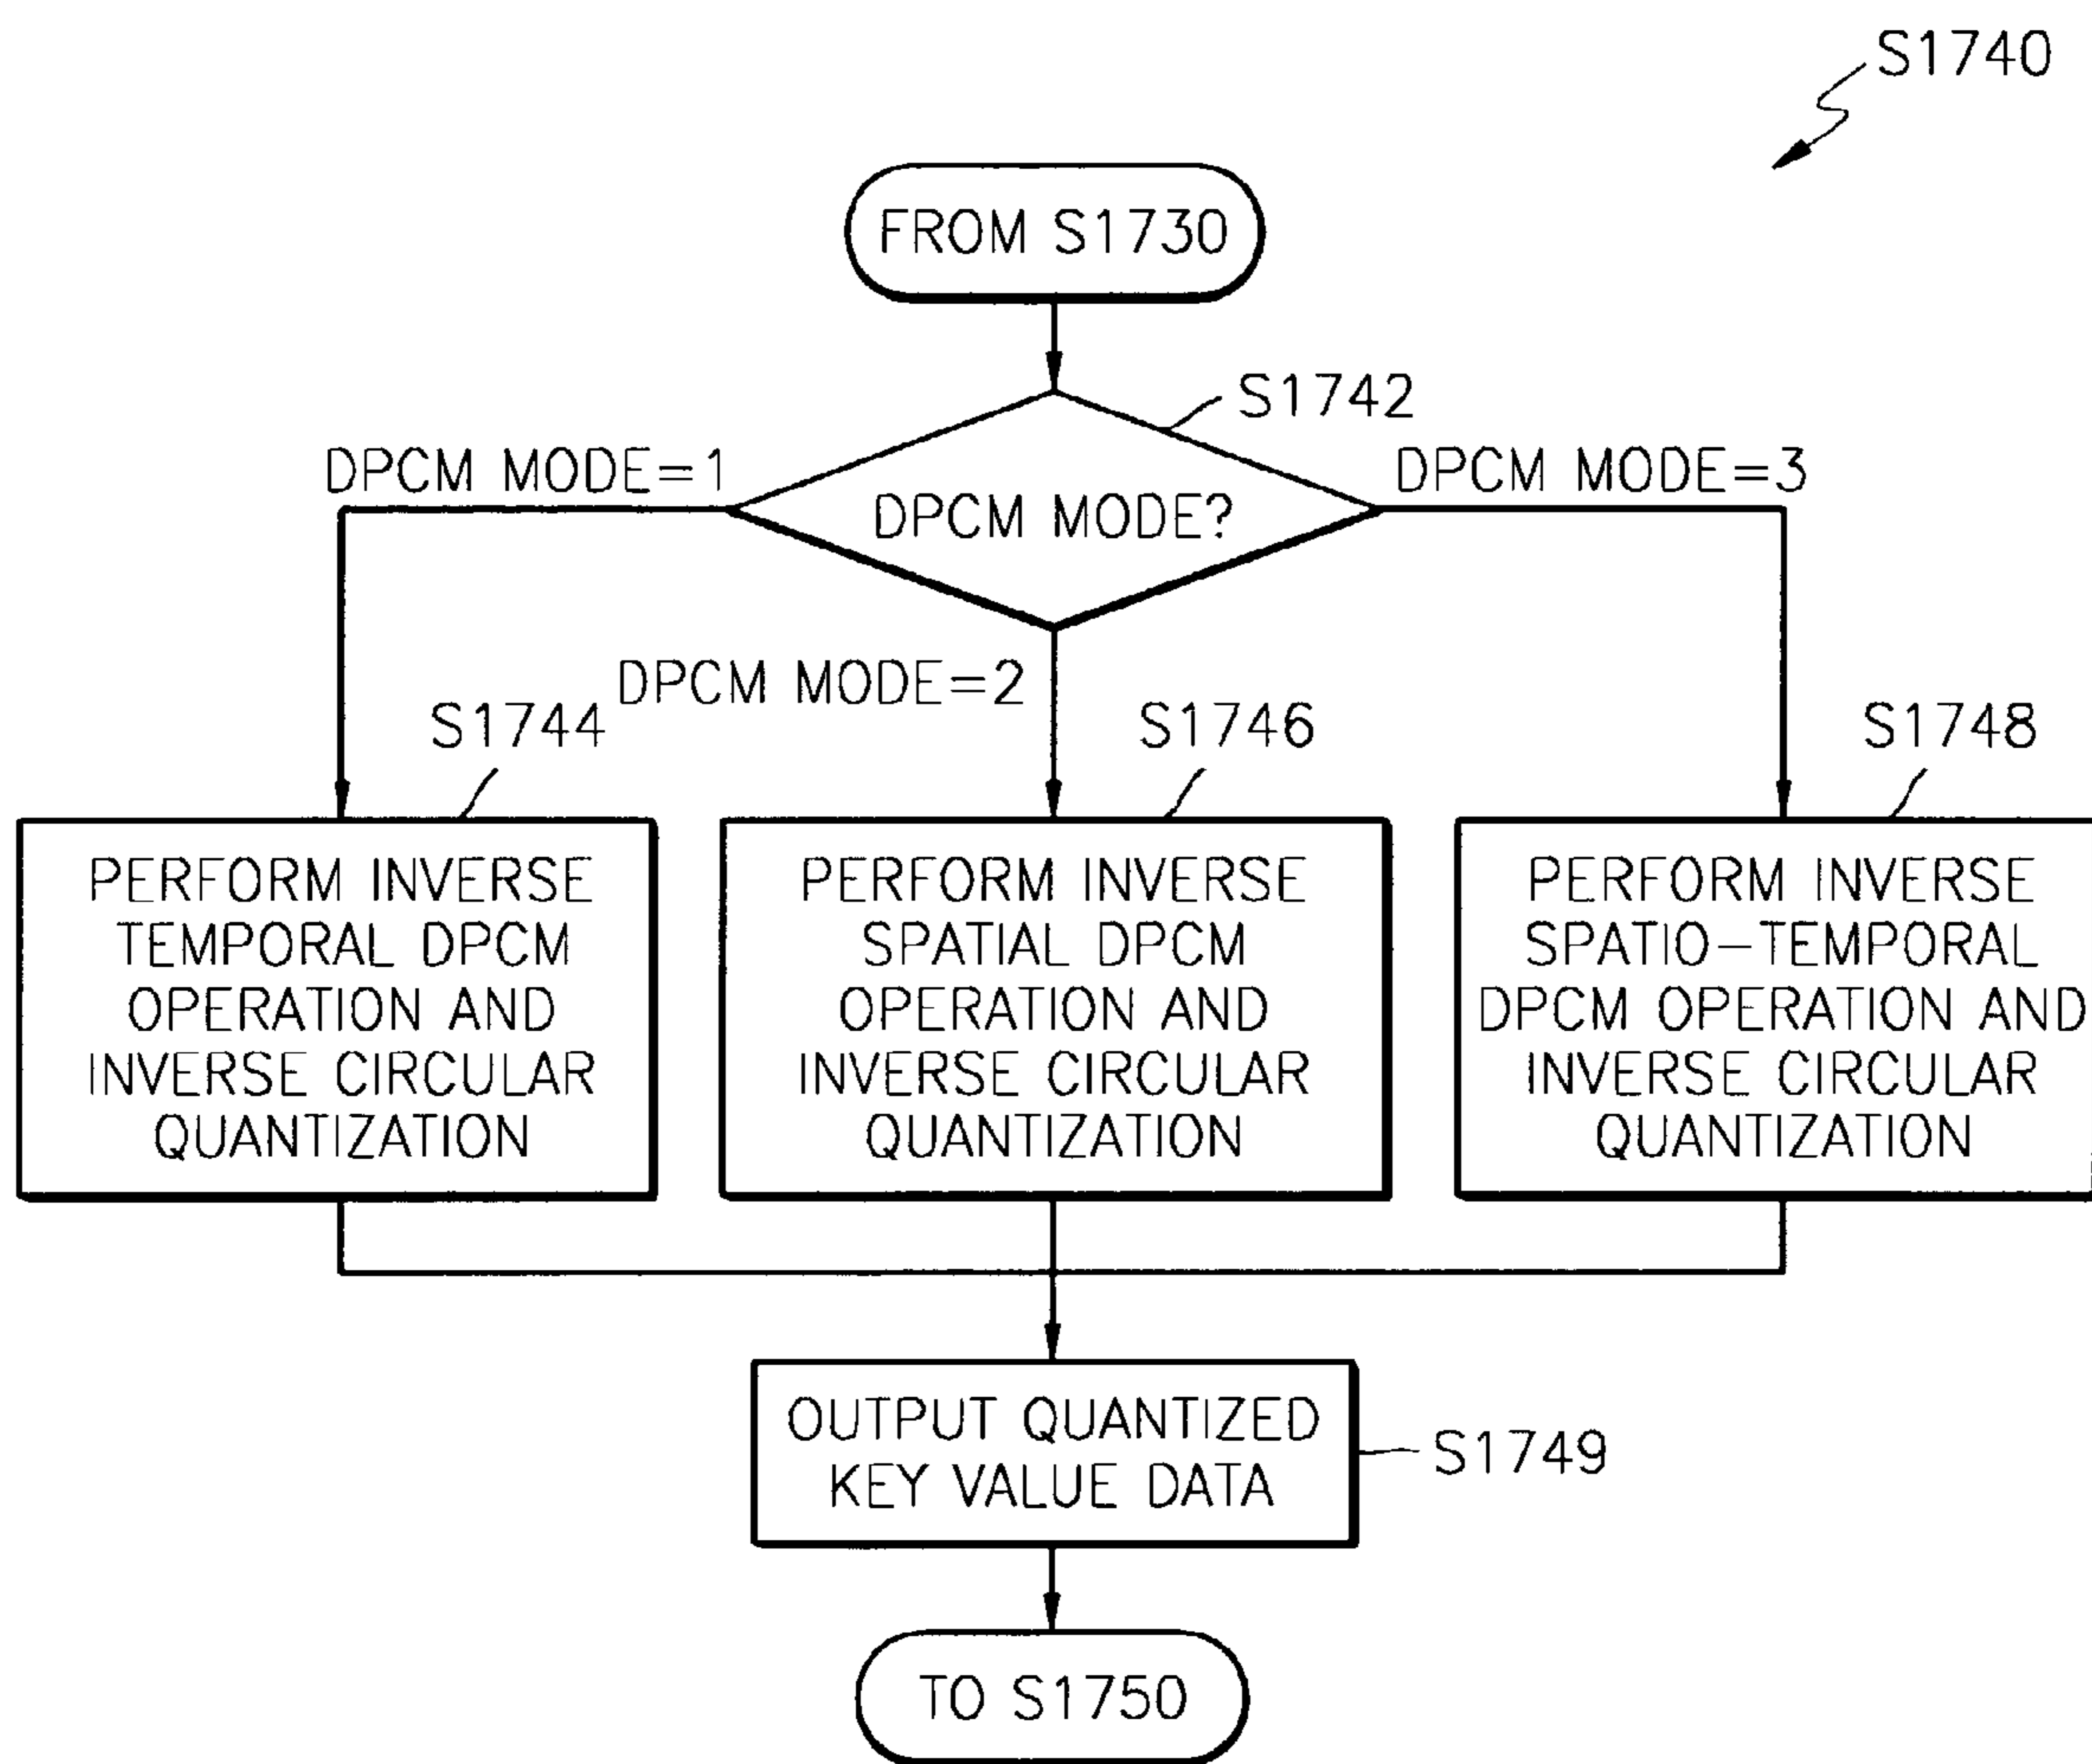 S1740
FROM S1730
S1742
DPCM MODE=1
DPCM MODE=3
DPCM MODE?
DPCM MODE=2
S1744
S1746
S1748
PERFORM INVERSE
TEMPORAL DPCM
OPERATION AND
INVERSE CIRCULAR
QUANTIZATION
PERFORM INVERSE
SPATIAL DPCM
OPERATION AND
INVERSE CIRCULAR
QUANTIZATION
PERFORM INVERSE
SPATIO-TEMPORAL
DPCM OPERATION AND
INVERSE CIRCULAR
QUANTIZATION
OUTPUT QUANTIZED
KEY VALUE DATA
S1749
TO S1750